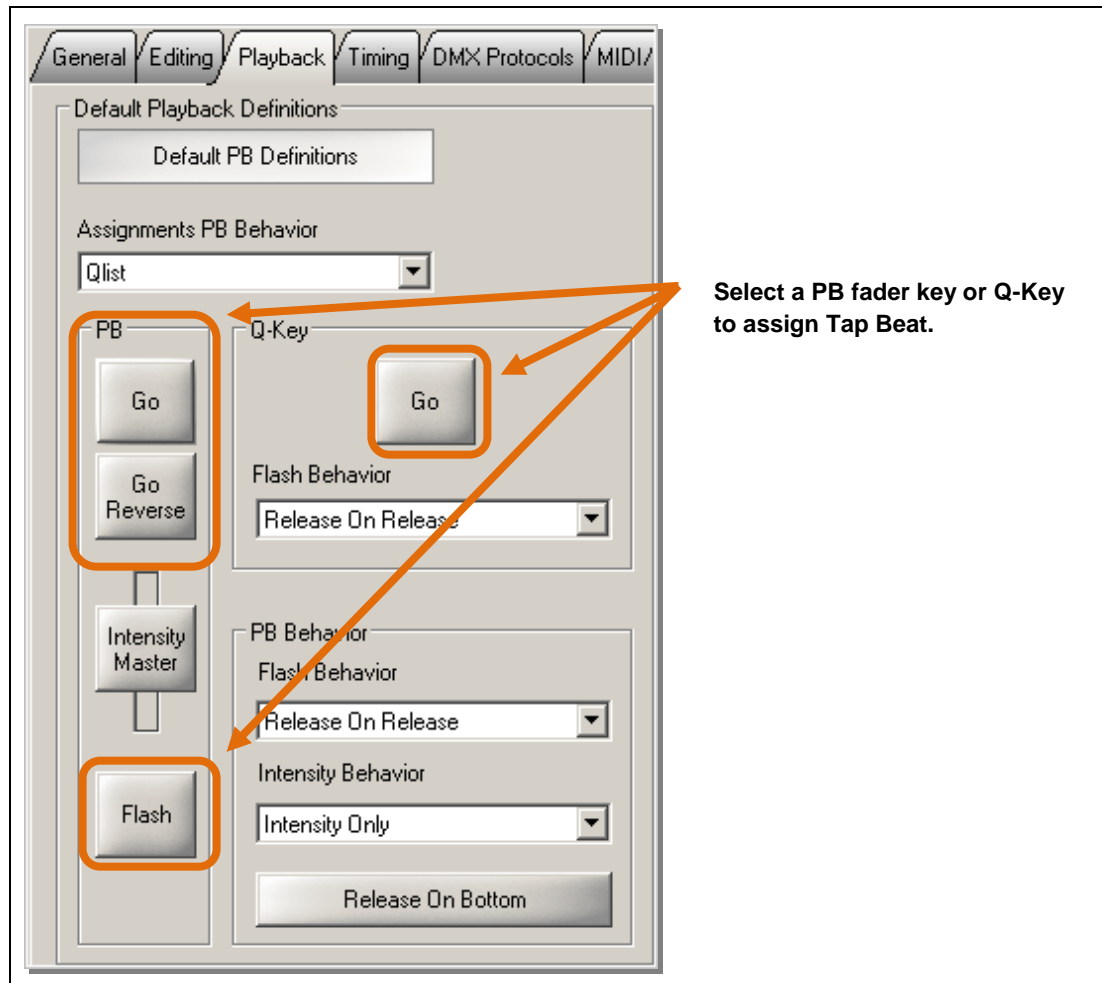 General Editing Playback Timing DMX Protocols MIDI/
Default Playback Definitions
Default PB Definitions
Assignments PB Behavior
Qlist
Select a PB fader key or Q-Key
to assign Tap Beat.
PB
Go
Go
Reverse
Intensity
Master
Flash
Q-Key
Go
Flash Behavior
Release On Release
PB Behavior
Flash Behavior
Release On Release
Intensity Behavior
Intensity Only
Release On Bottom